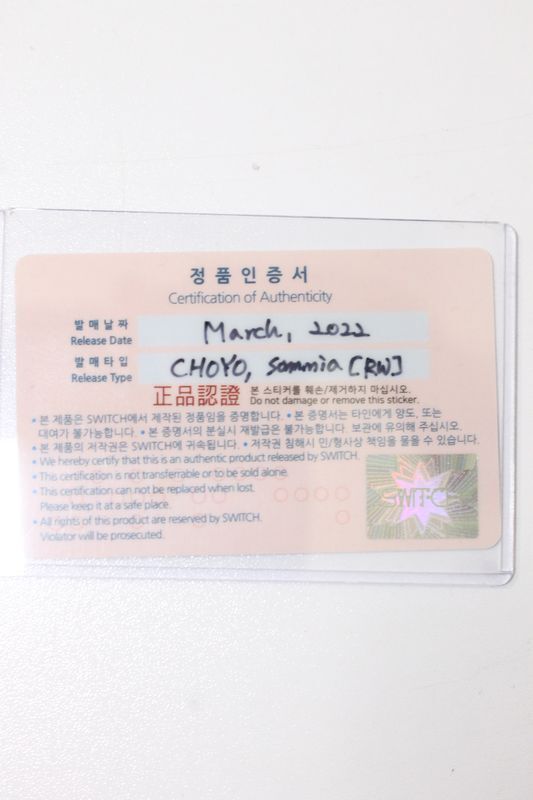 정품인증서
Certification of Authenticity
발매날짜
Release Date
March, 2022
발매타입
Release Type
CHOYO, Sommia [RW]
正品認證
본 스티커를 훼손/제거하지 마십시오.
Do not damage or remove this sticker.
• 본 제품은 SWITCH에서 제작된 정품임을 증명합니다. • 본 증명서는 타인에게 양도, 또는
대여가 불가능합니다. • 본 증명서의 분실시 재발급은 불가능합니다. 보관에 유의해 주십시오.
• 본 제품의 저작권은 SWITCH에 귀속됩니다. • 저작권 침해시 민/형사상 책임을 물을 수 있습니다.
• We hereby certify that this is an authentic product released by SWITCH.
• This certification is not transferrable or to be sold alone.
• This certification can not be replaced when lost.
Please keep it at a safe place.
• All rights of this product are reserved by SWITCH.
Violator will be prosecuted.
SWITCH